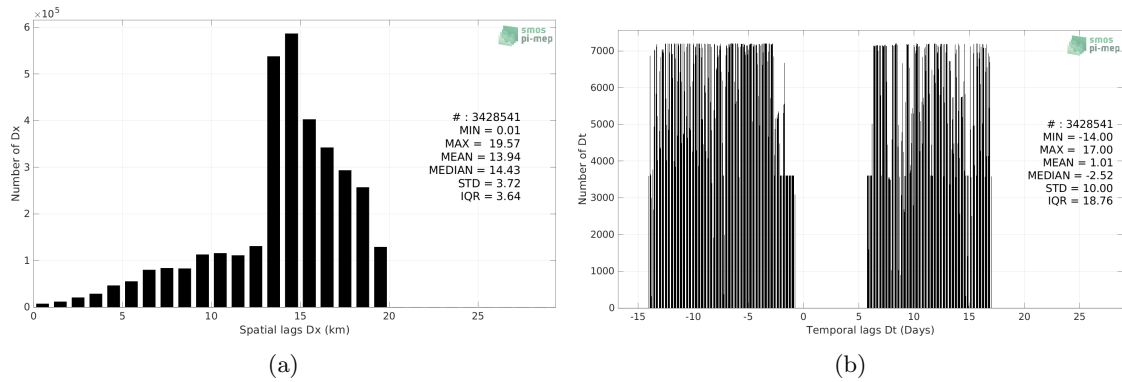 ×10⁵
6
5
4
3
2
1
0
Number of Dx
0 5 10 15 20 25
Spatial lags Dx (km)
smos
pi-mep
# : 3428541
MIN = 0.01
MAX = 19.57
MEAN = 13.94
MEDIAN = 14.43
STD = 3.72
IQR = 3.64
(a)
7000
6000
5000
4000
3000
2000
1000
0
Number of Dt
-15 -10 -5 0 5 10 15 20 25
Temporal lags Dt (Days)
smos
pi-mep
# : 3428541
MIN = -14.00
MAX = 17.00
MEAN = 1.01
MEDIAN = -2.52
STD = 10.00
IQR = 18.76
(b)